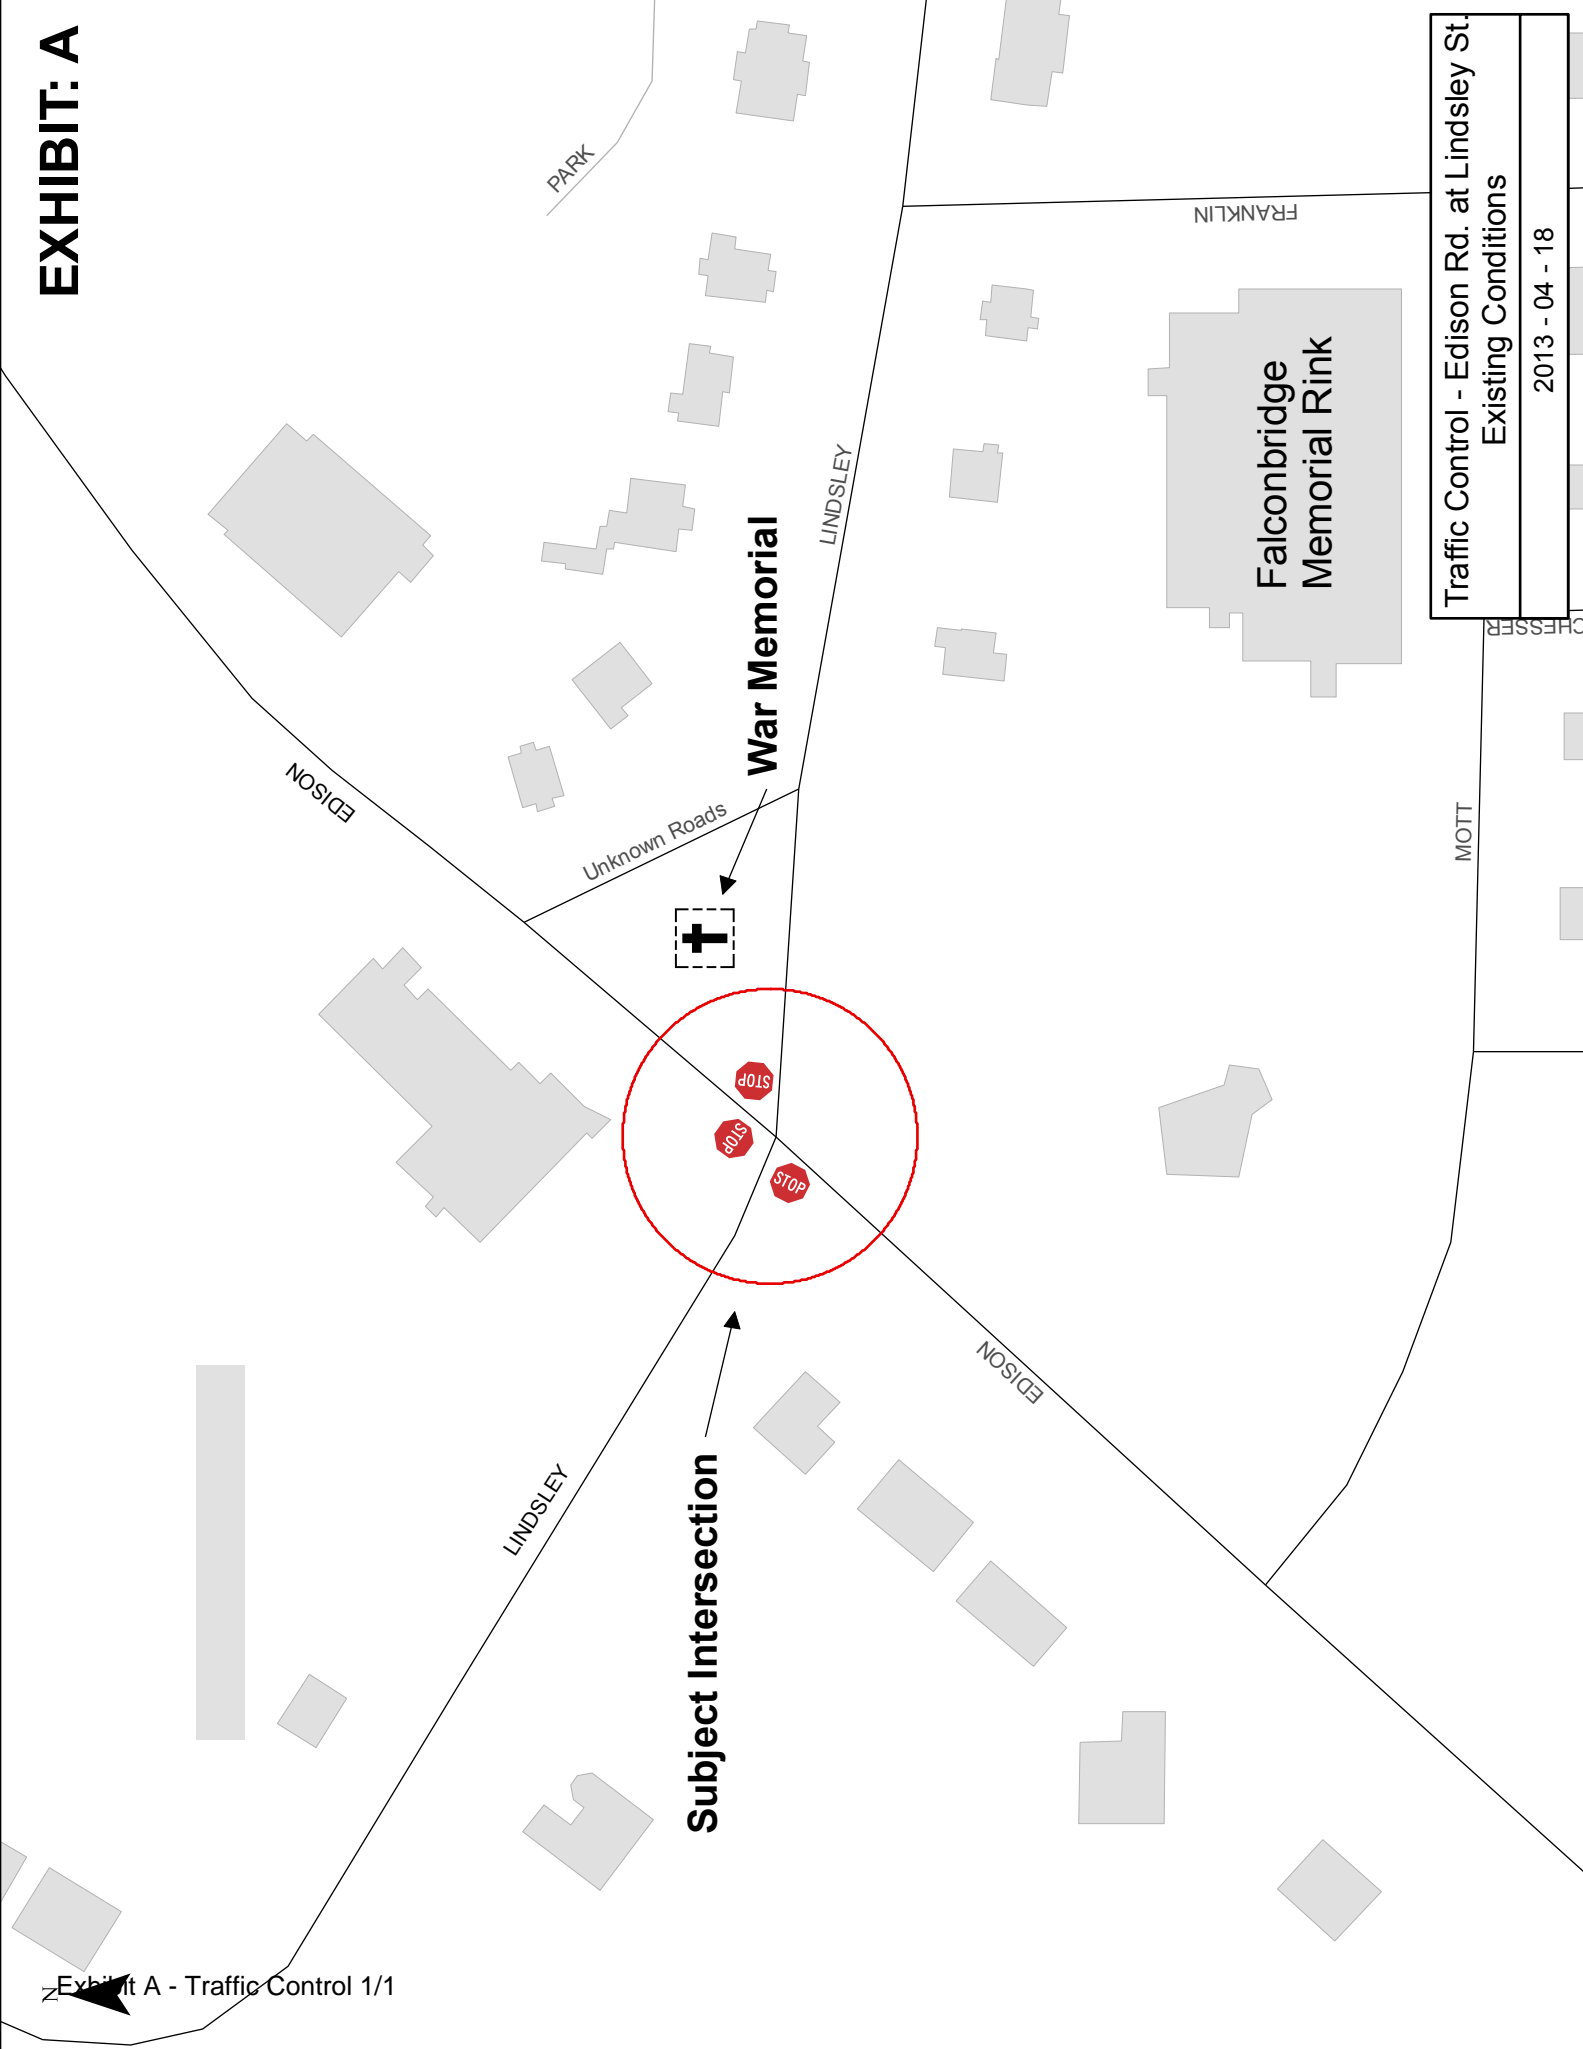 EXHIBIT: A
PARK
FRANKLIN
Traffic Control - Edison Rd. at Lindsley St.
Existing Conditions
2013 - 04 - 18
Falconbridge
Memorial Rink
LINDSLEY
War Memorial
CHESSER
EDISON
Unknown Roads
MOTT
STOP
STOP
STOP
EDISON
LINDSLEY
Subject Intersection
N
Exhibit A - Traffic Control 1/1